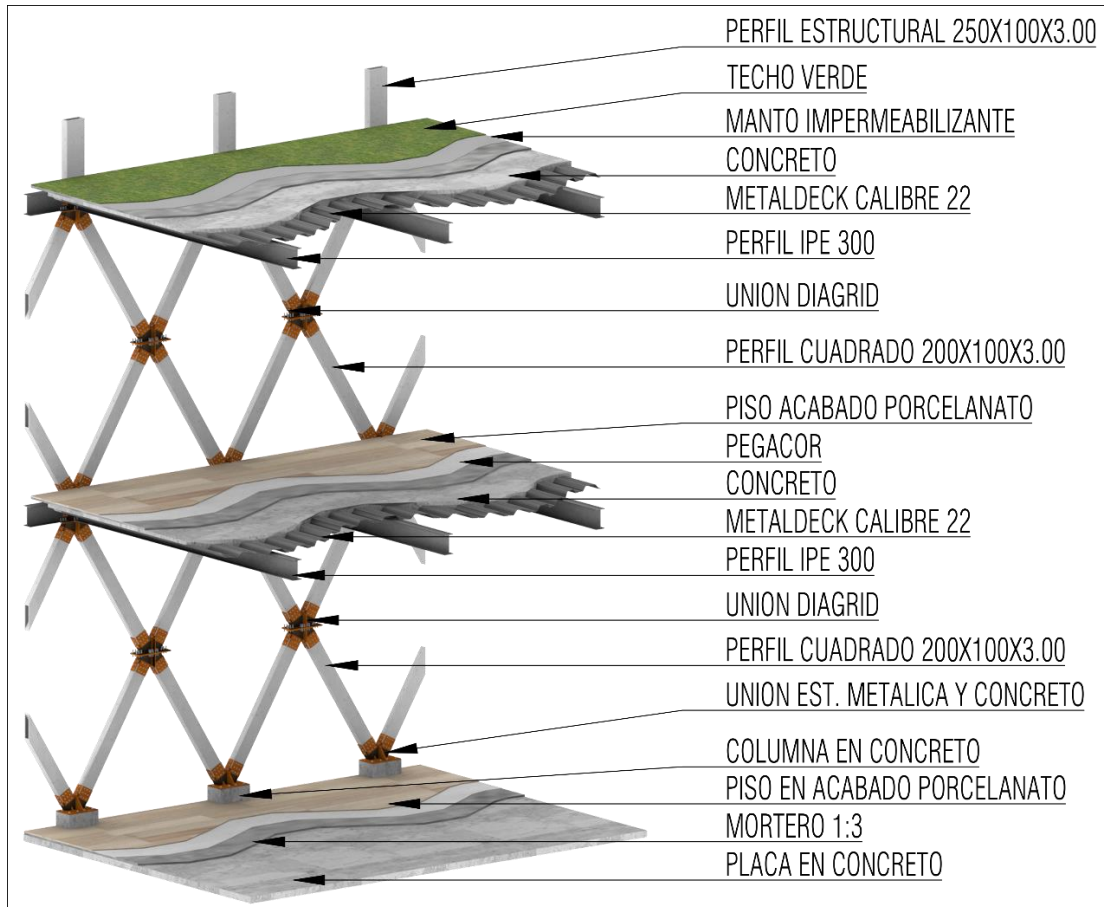 PERFIL ESTRUCTURAL 250X100X3.00
TECHO VERDE
MANTO IMPERMEABILIZANTE
CONCRETO
METALDECK CALIBRE 22
PERFIL IPE 300
UNION DIAGRID
PERFIL CUADRADO 200X100X3.00
PISO ACABADO PORCELANATO
PEGACOR
CONCRETO
METALDECK CALIBRE 22
PERFIL IPE 300
UNION DIAGRID
PERFIL CUADRADO 200X100X3.00
UNION EST. METALICA Y CONCRETO
COLUMNA EN CONCRETO
PISO EN ACABADO PORCELANATO
MORTERO 1:3
PLACA EN CONCRETO